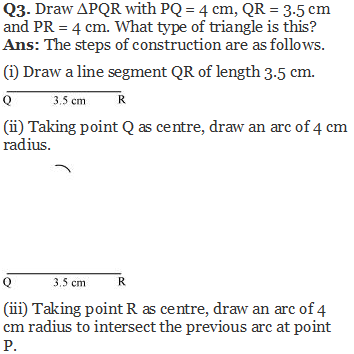 Q3. Draw ΔPQR with PQ = 4 cm, QR = 3.5 cm
and PR = 4 cm. What type of triangle is this?
Ans: The steps of construction are as follows.
(i) Draw a line segment QR of length 3.5 cm.
Q 3.5 cm R
(ii) Taking point Q as centre, draw an arc of 4 cm
radius.
Q 3.5 cm R
(iii) Taking point R as centre, draw an arc of 4
cm radius to intersect the previous arc at point
P.